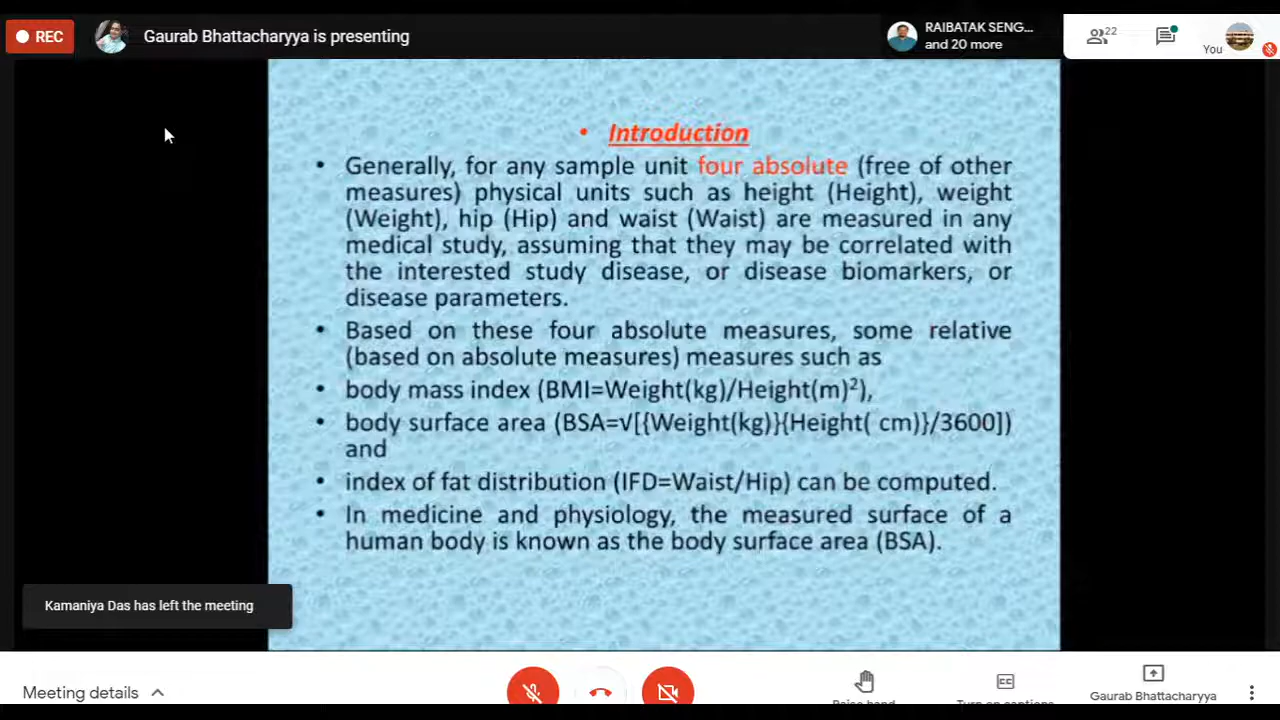 REC
Gaurab Bhattacharyya is presenting
RAIBATAK SENG...
and 20 more
22
You
• Introduction
• Generally, for any sample unit four absolute (free of other
measures) physical units such as height (Height), weight
(Weight), hip (Hip) and waist (Waist) are measured in any
medical study, assuming that they may be correlated with
the interested study disease, or disease biomarkers, or
disease parameters.
• Based on these four absolute measures, some relative
(based on absolute measures) measures such as
• body mass index (BMI=Weight(kg)/Height(m)²),
• body surface area (BSA=√[{Weight(kg)}{Height( cm)}/3600])
and
• index of fat distribution (IFD=Waist/Hip) can be computed.
• In medicine and physiology, the measured surface of a
human body is known as the body surface area (BSA).
Kamaniya Das has left the meeting
Meeting details
Raise hand
CC
Turn on captions
Gaurab Bhattacharyya